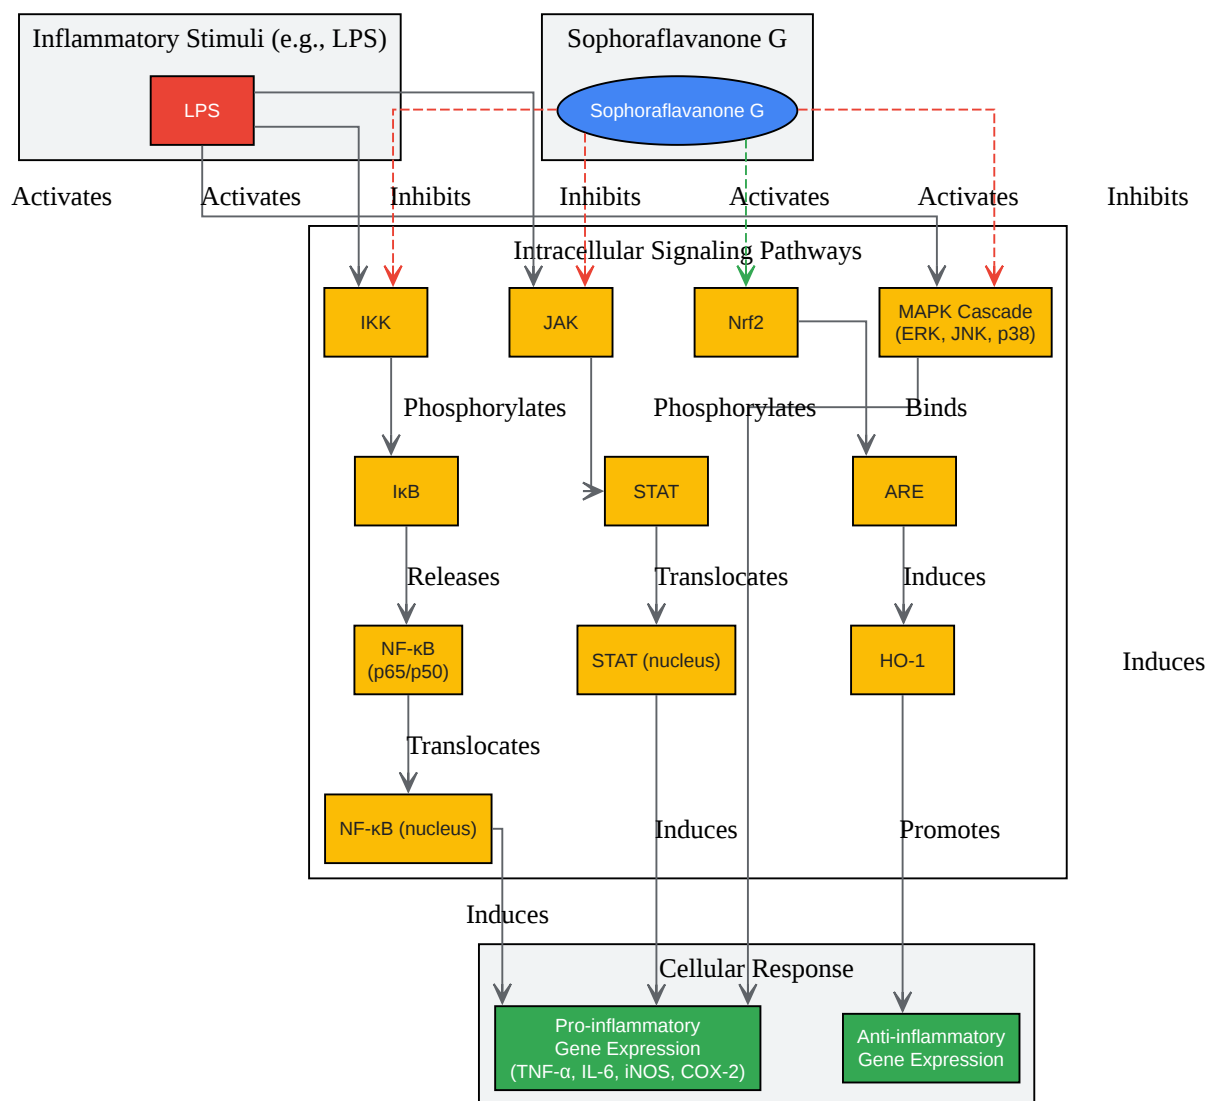 Inflammatory Stimuli (e.g., LPS)
Sophoraflavanone G
LPS
Sophoraflavanone G
Activates
Activates
Inhibits
Inhibits
Activates
Activates
Inhibits
Intracellular Signaling Pathways
IKK
JAK
Nrf2
MAPK Cascade
(ERK, JNK, p38)
Phosphorylates
Phosphorylates
Binds
IκB
STAT
ARE
Releases
Translocates
Induces
NF-κB
(p65/p50)
STAT (nucleus)
HO-1
Induces
Translocates
NF-κB (nucleus)
Induces
Promotes
Induces
Cellular Response
Pro-inflammatory
Gene Expression
(TNF-α, IL-6, iNOS, COX-2)
Anti-inflammatory
Gene Expression